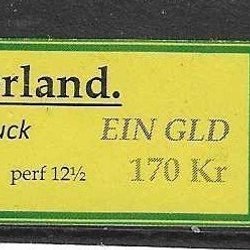 rland.
uck EIN GLD
perf 12½ 170 Kr